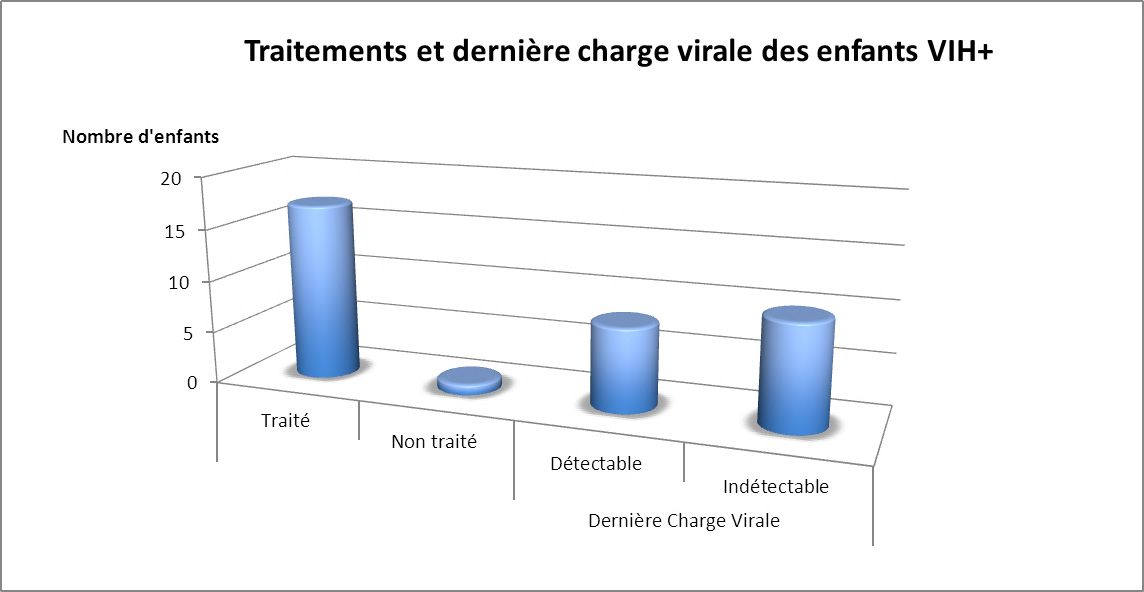 Traitements et dernière charge virale des enfants VIH+
Nombre d'enfants
20
15
10
5
0
Traité
Non traité
Détectable
Indétectable
Dernière Charge Virale